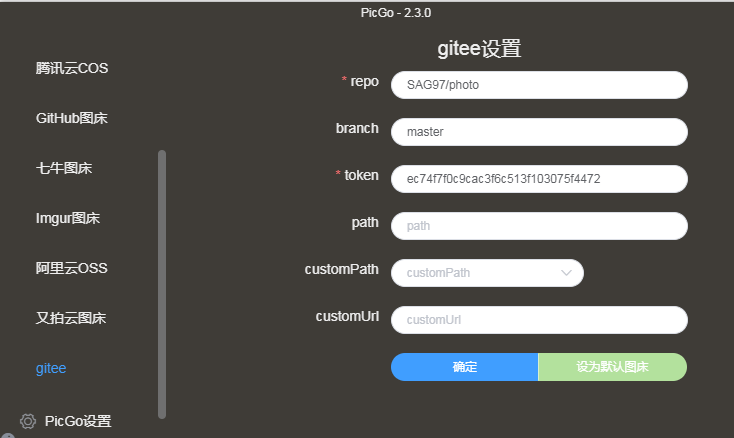 PicGo - 2.3.0
腾讯云COS
GitHub图床
七牛图床
Imgur图床
阿里云OSS
又拍云图床
gitee
PicGo设置
gitee设置
* repo SAG97/photo
branch master
* token ec74f7f0c9cac3f6c513f103075f4472
path path
customPath customPath
customUrl customUrl
确定 设为默认图床